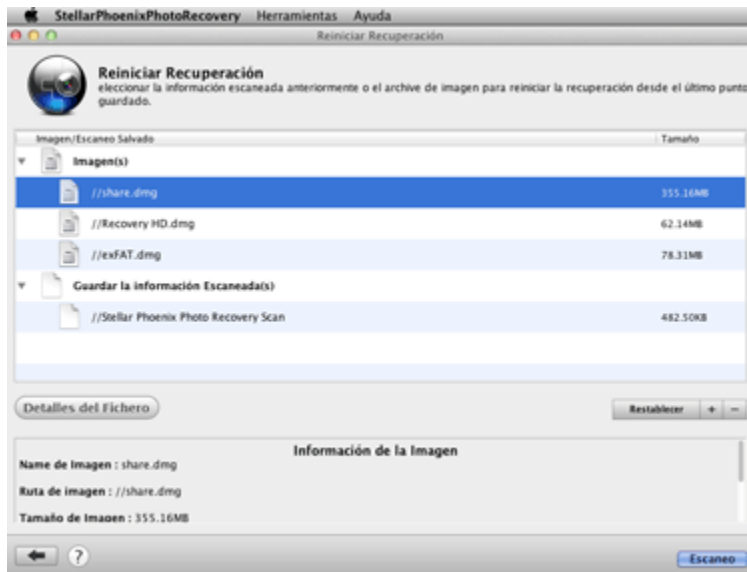 StellarPhoenixPhotoRecovery Herramientas Ayuda
Reiniciar Recuperación
Reiniciar Recuperación
eleccionar la información escaneada anteriormente o el archive de imagen para reiniciar la recuperación desde el último punto
guardado.
Imagen/Escaneo Salvado Tamaño
Imagen(s)
//share.dmg 355.16MB
//Recovery HD.dmg 62.14MB
//exFAT.dmg 78.31MB
Guardar la información Escaneada(s)
//Stellar Phoenix Photo Recovery Scan 482.50KB
Detalles del Fichero
Restablecer + −
Información de la Imagen
Name de Imagen : share.dmg
Ruta de imagen : //share.dmg
Tamaño de Imagen : 355.16MB
? Escaneo